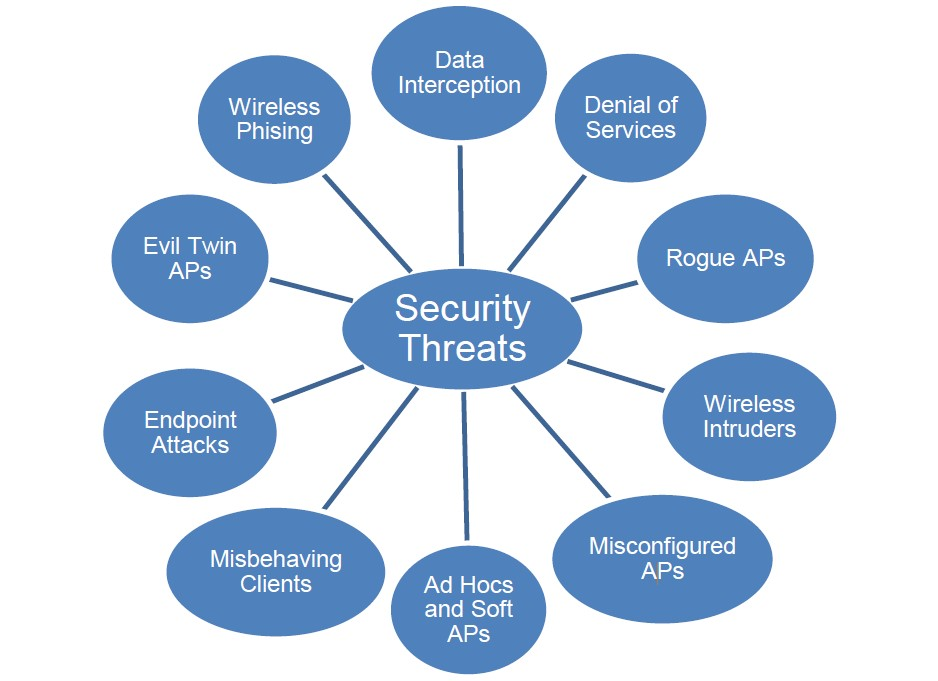 Data
Interception
Denial of
Services
Rogue APs
Wireless
Intruders
Misconfigured
APs
Ad Hocs
and Soft
APs
Misbehaving
Clients
Endpoint
Attacks
Evil Twin
APs
Wireless
Phising
Security
Threats